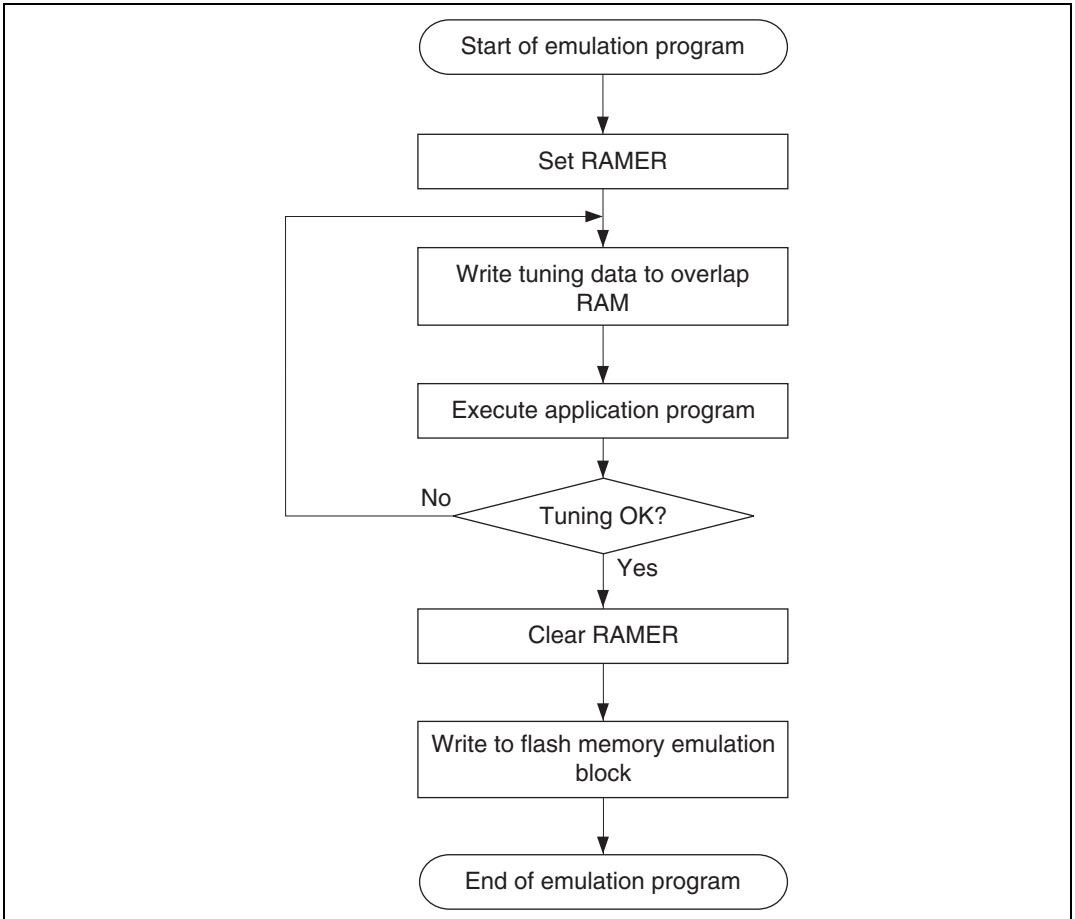 Start of emulation program
Set RAMER
Write tuning data to overlap
RAM
Execute application program
No
Tuning OK?
Yes
Clear RAMER
Write to flash memory emulation
block
End of emulation program